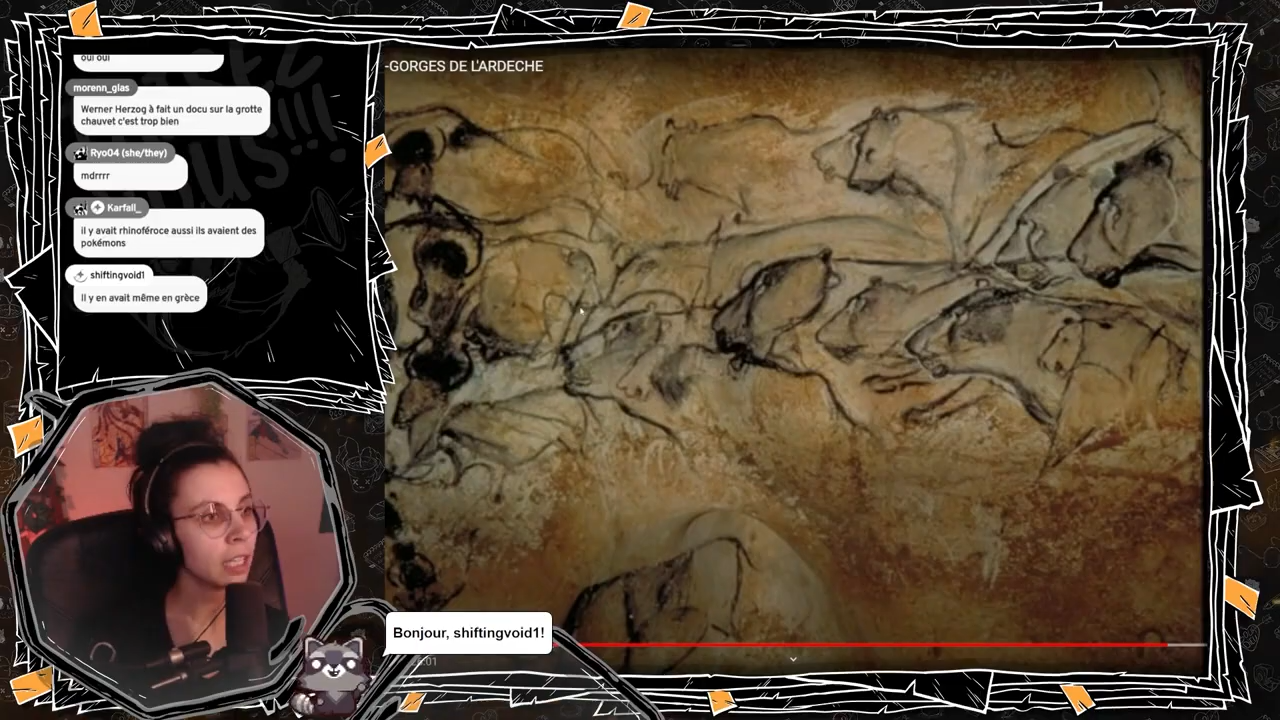 oui oui
morenn_glas
Werner Herzog à fait un docu sur la grotte
chauvet c'est trop bien
Ryo04 (she/they)
mdrrrr
Karfall_
il y avait rhinoféroce aussi ils avaient des
pokémons
shiftingvoid1
Il y en avait même en grèce
-GORGES DE L'ARDECHE
Bonjour, shiftingvoid1!